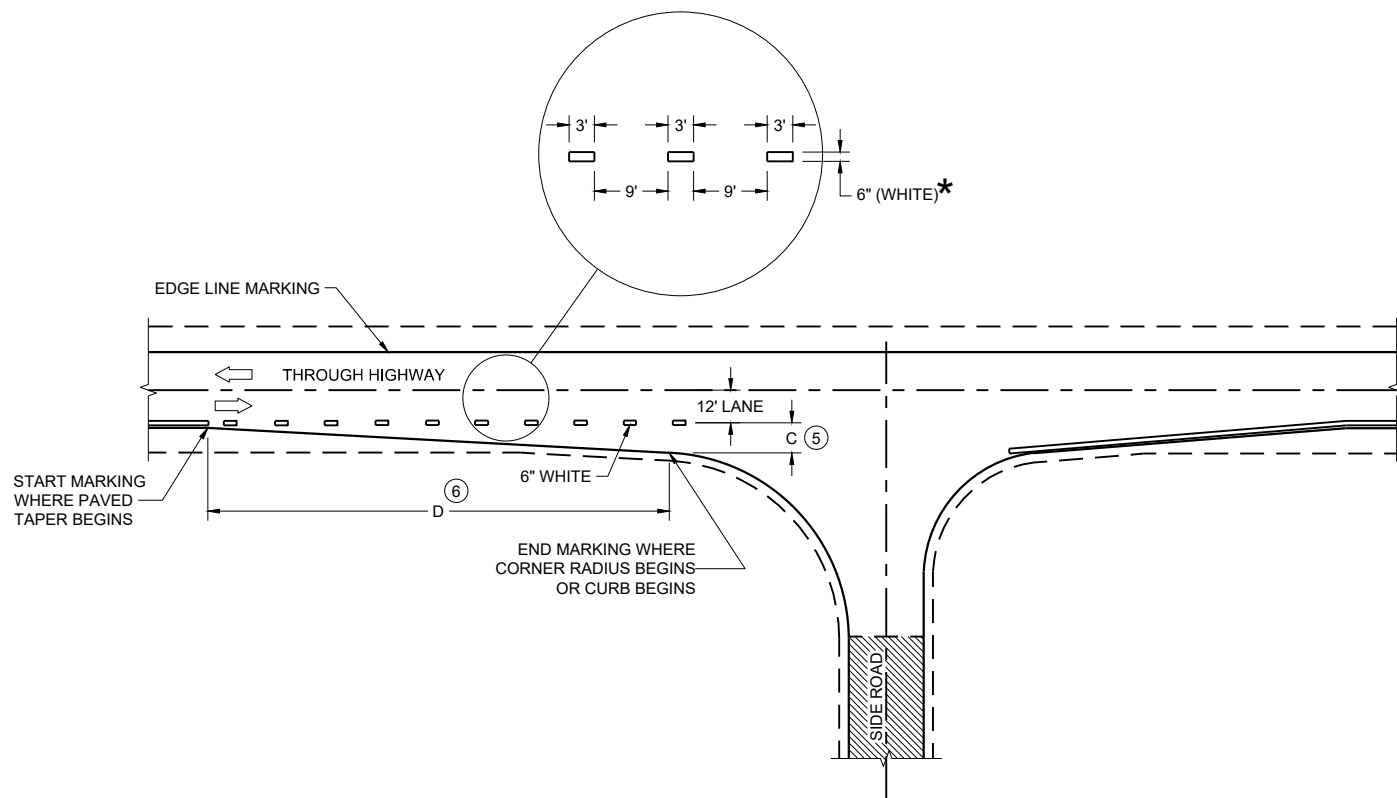 3'
3'
3'
9'
9'
6" (WHITE)*
EDGE LINE MARKING
THROUGH HIGHWAY
12' LANE
C 5
6" WHITE
START MARKING
WHERE PAVED
TAPER BEGINS
6
D
END MARKING WHERE
CORNER RADIUS BEGINS
OR CURB BEGINS
SIDE ROAD